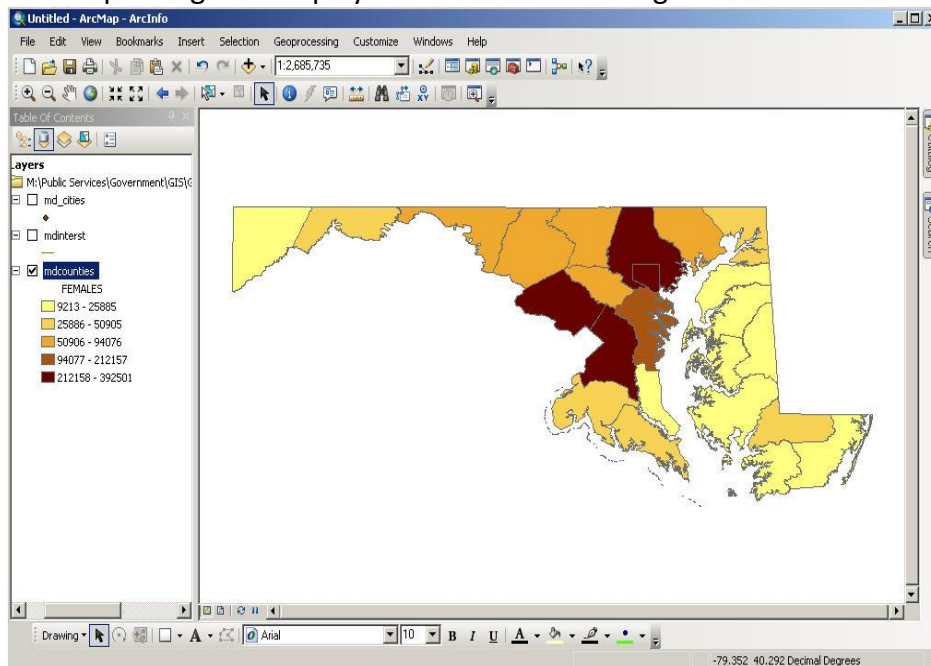 Untitled - ArcMap - ArcInfo
File Edit View Bookmarks Insert Selection Geoprocessing Customize Windows Help
1:2,685,735
Table Of Contents
Layers
M:\Public Services\Government\GIS\G
md_cities
mdinterst
mdcounties
FEMALES
9213 - 25885
25886 - 50905
50906 - 94076
94077 - 212157
212158 - 392501
Catalog
Search
Drawing
A
Arial
10
B I U A
-79.352 40.292 Decimal Degrees